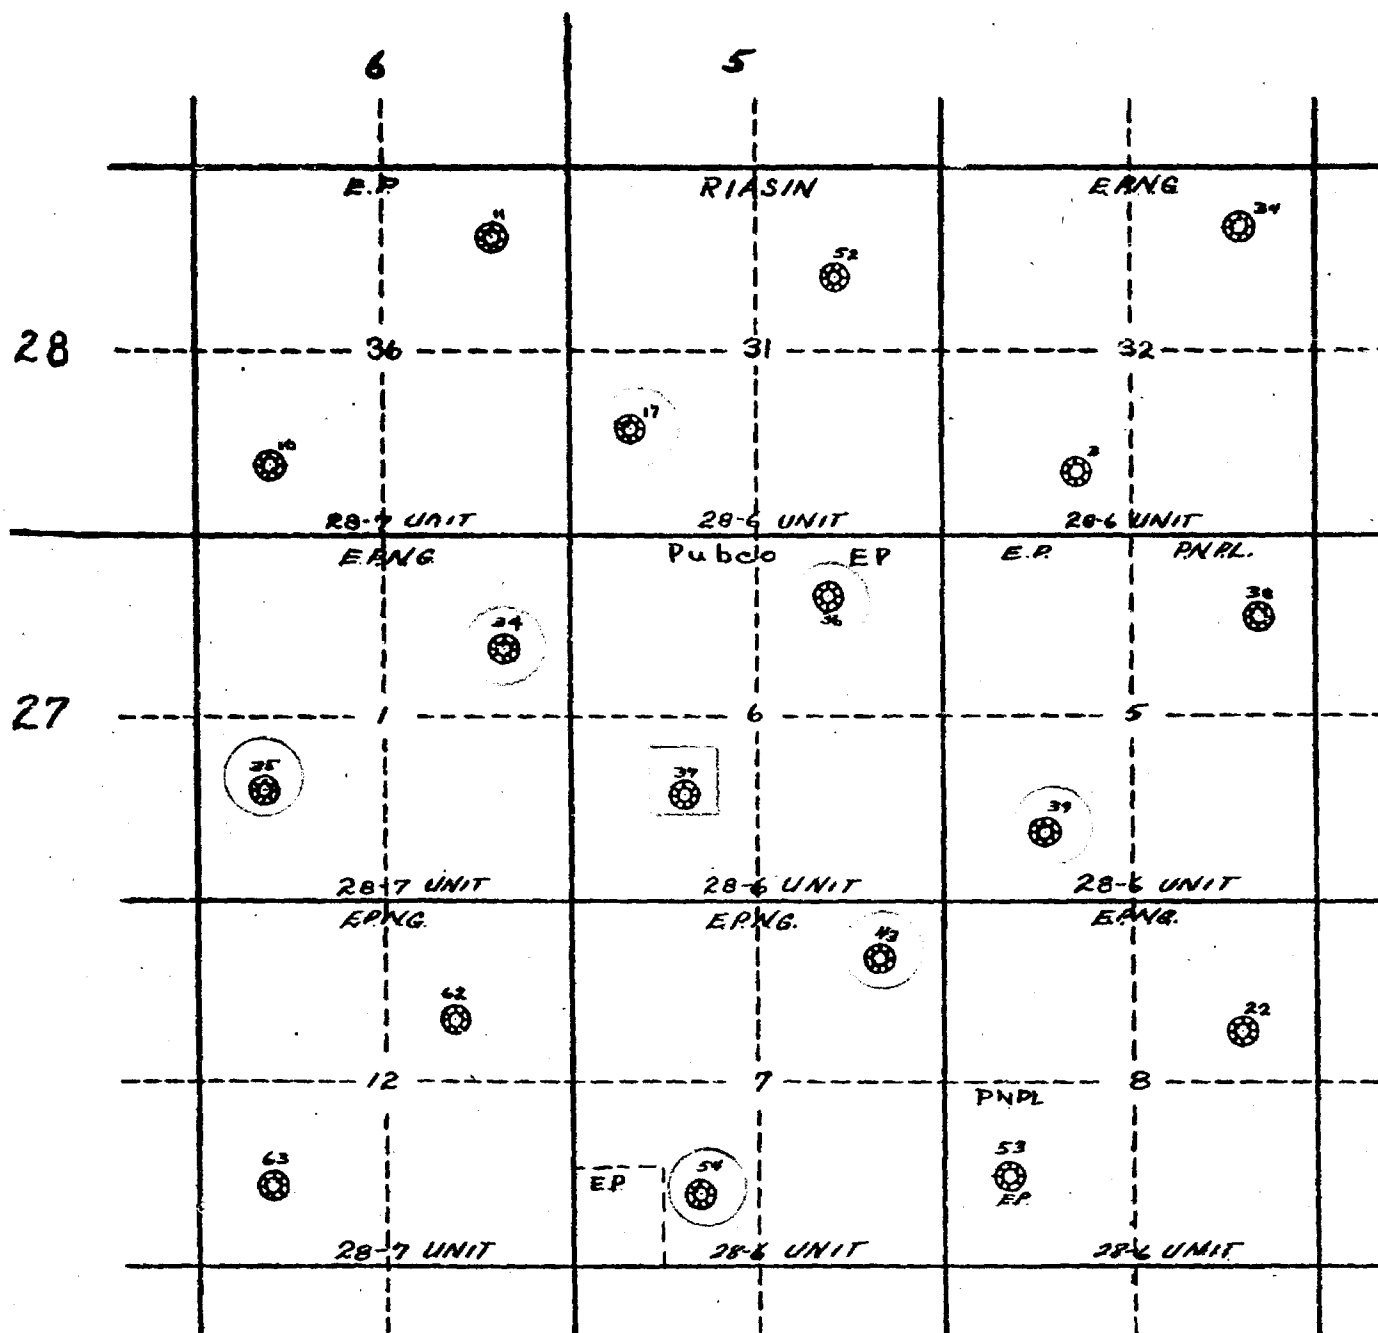 6 5
E.P. RIASIN E.P.N.G
11 52 34
28 36 31 32
17
10 2
28-7 UNIT 28-6 UNIT 28-6 UNIT
E.P.N.G. Pubco EP E.P. P.N.P.L.
36 30
34
27 1 6 5
35 37 39
28-7 UNIT 28-6 UNIT 28-6 UNIT
E.P.N.G. E.P.N.G. E.P.N.G.
43
62 22
12 7 8
PNPL
63 54 53
EP E.P.
28-7 UNIT 28-6 UNIT 28-6 UNIT